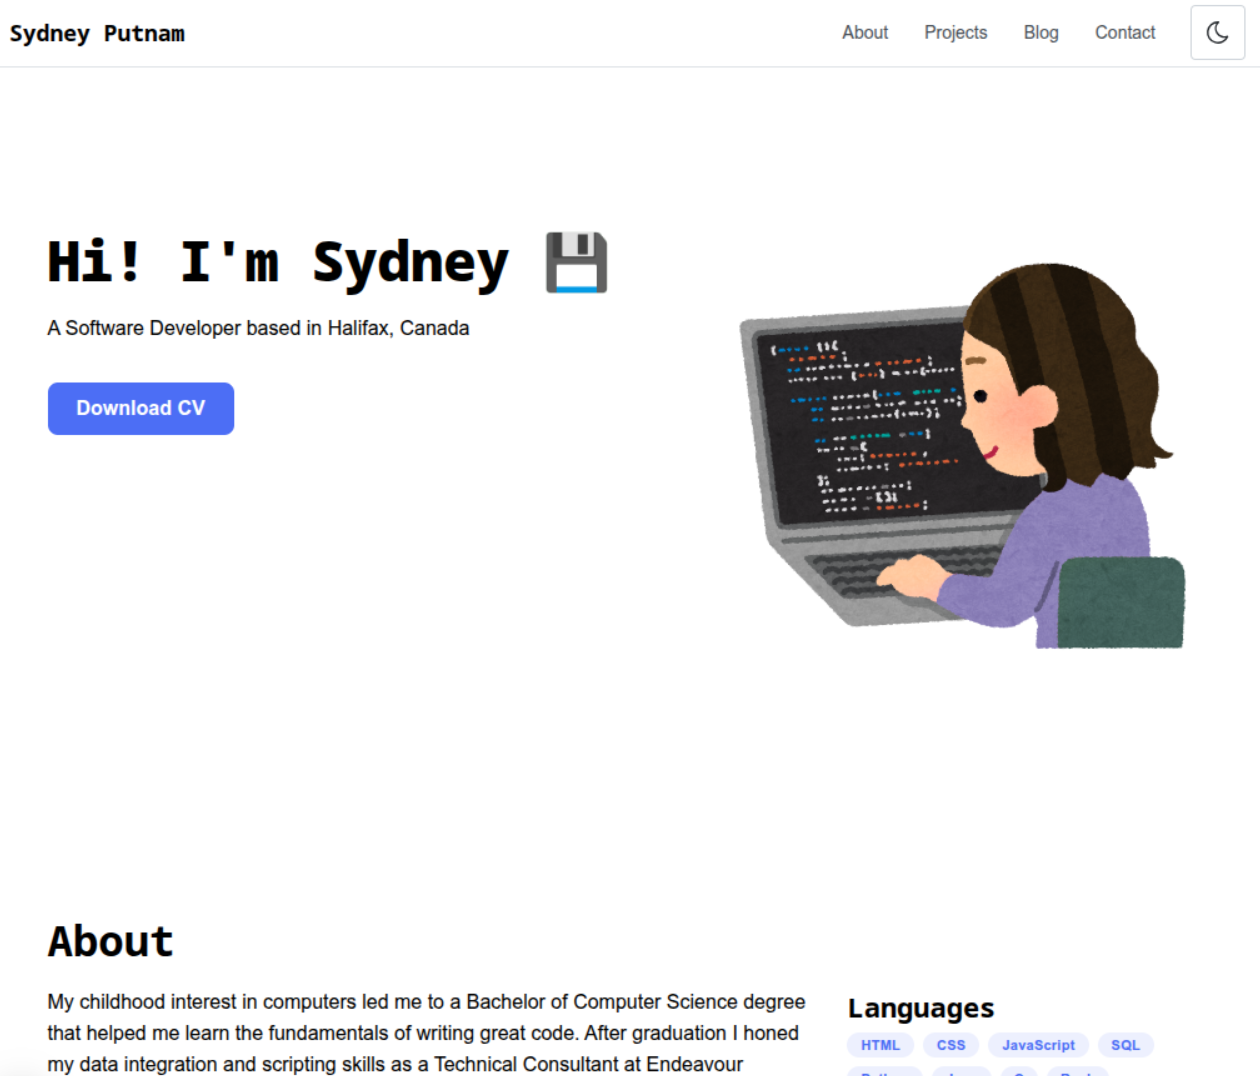 Sydney Putnam
About Projects Blog Contact
Hi! I'm Sydney
A Software Developer based in Halifax, Canada
Download CV
About
My childhood interest in computers led me to a Bachelor of Computer Science degree
that helped me learn the fundamentals of writing great code. After graduation I honed
my data integration and scripting skills as a Technical Consultant at Endeavour
Languages
HTML CSS JavaScript SQL